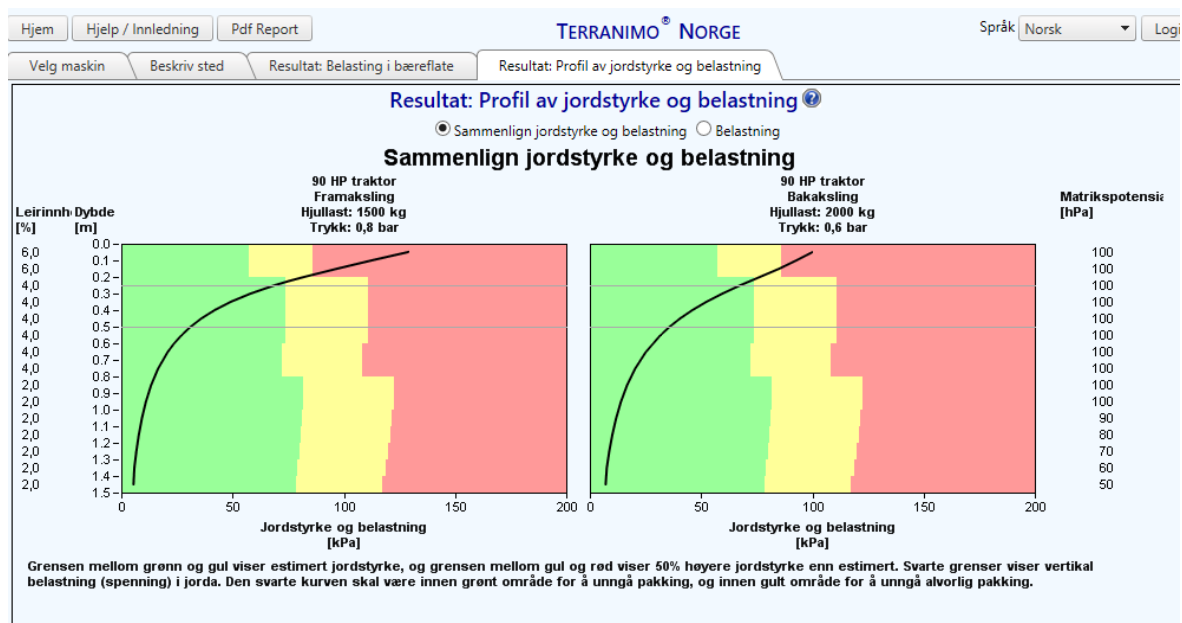 Hjem Hjelp / Innledning Pdf Report TERRANIMO® NORGE Språk Norsk Logi
Velg maskin Beskriv sted Resultat: Belasting i bæreflate Resultat: Profil av jordstyrke og belastning
Resultat: Profil av jordstyrke og belastning ?
Sammenlign jordstyrke og belastning Belastning
Sammenlign jordstyrke og belastning
90 HP traktor 90 HP traktor
Framaksling Bakaksling
Leirinnh Dybde Hjullast: 1500 kg Hjullast: 2000 kg Matrikspotensia
[%] [m] Trykk: 0,8 bar Trykk: 0,6 bar [hPa]
0.0
6,0 0.1 100
6,0 0.2 100
4,0 0.3 100
4,0 0.4 100
4,0 0.5 100
4,0 0.6 100
4,0 0.7 100
4,0 0.8 100
2,0 0.9 100
2,0 1.0 100
2,0 1.1 90
2,0 1.2 80
2,0 1.3 70
2,0 1.4 60
2,0 1.5 50
0 50 100 150 200 0 50 100 150 200
Jordstyrke og belastning Jordstyrke og belastning
[kPa] [kPa]
Grensen mellom grønn og gul viser estimert jordstyrke, og grensen mellom gul og rød viser 50% høyere jordstyrke enn estimert. Svarte grenser viser vertikal
belastning (spenning) i jorda. Den svarte kurven skal være innen grønt område for å unngå pakking, og innen gult område for å unngå alvorlig pakking.